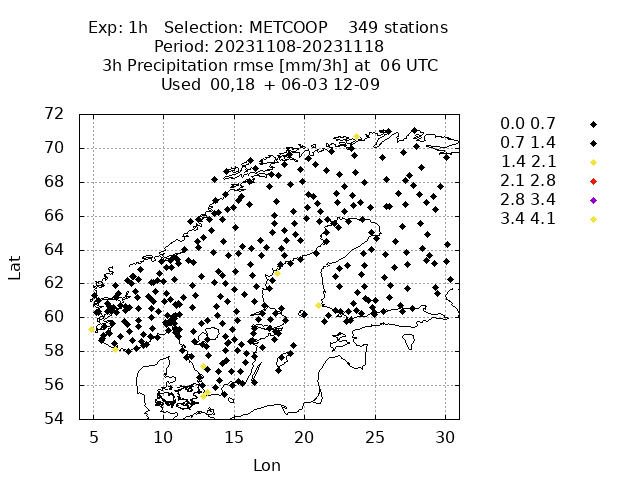 Exp: 1h   Selection: METCOOP    349 stations
Period: 20231108-20231118
3h Precipitation rmse [mm/3h] at  06 UTC
Used  00,18  + 06-03 12-09
72
70
68
66
64
62
60
58
56
54
Lat
5 10 15 20 25 30
Lon
0.0 0.7
0.7 1.4
1.4 2.1
2.1 2.8
2.8 3.4
3.4 4.1